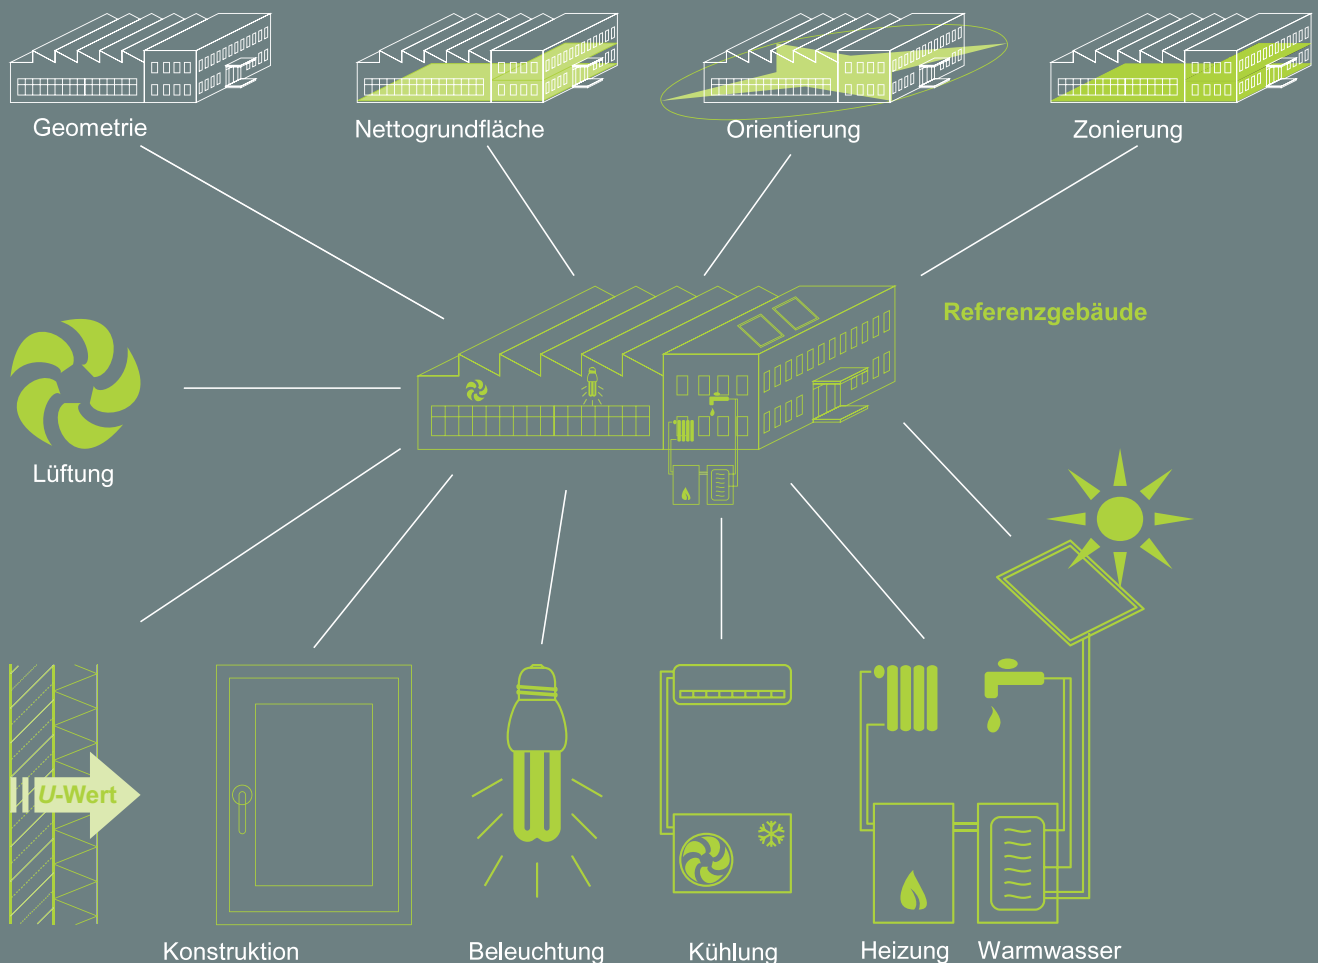 Geometrie
Nettogrundfläche
Orientierung
Zonierung
Referenzgebäude
Lüftung
U-Wert
Konstruktion
Beleuchtung
Kühlung
Heizung
Warmwasser